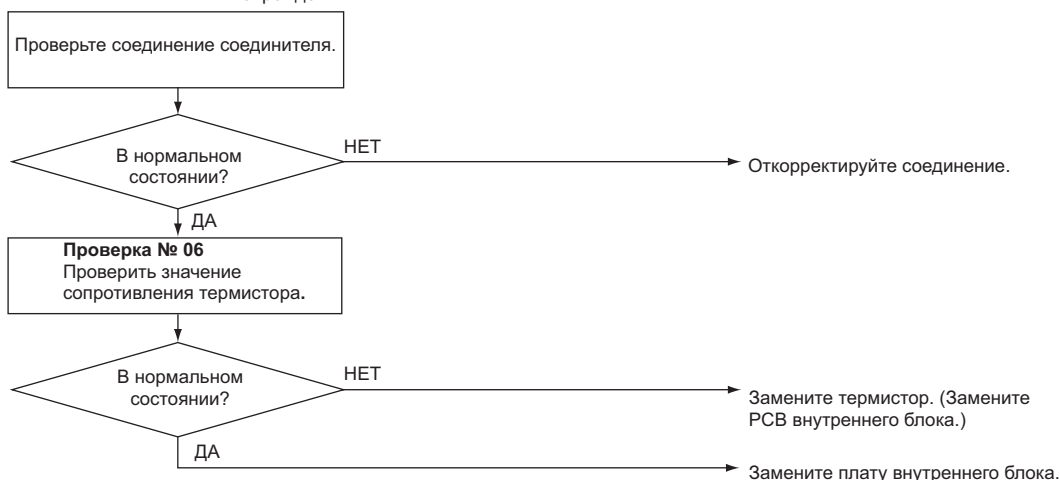 Проверьте соединение соединителя.
В нормальном
состоянии?
НЕТ
Откорректируйте соединение.
ДА
Проверка № 06
Проверить значение
сопротивления термистора.
В нормальном
состоянии?
НЕТ
Замените термистор. (Замените
PCB внутреннего блока.)
ДА
Замените плату внутреннего блока.